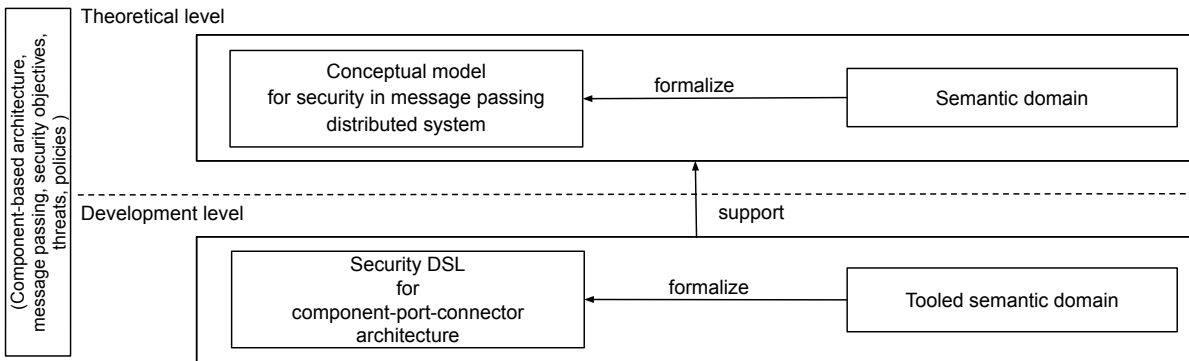 (Component-based architecture,
message passing, security objectives,
threats, policies )
Theoretical level
Conceptual model
for security in message passing
distributed system
formalize
Semantic domain
support
Development level
Security DSL
for
component-port-connector
architecture
formalize
Tooled semantic domain